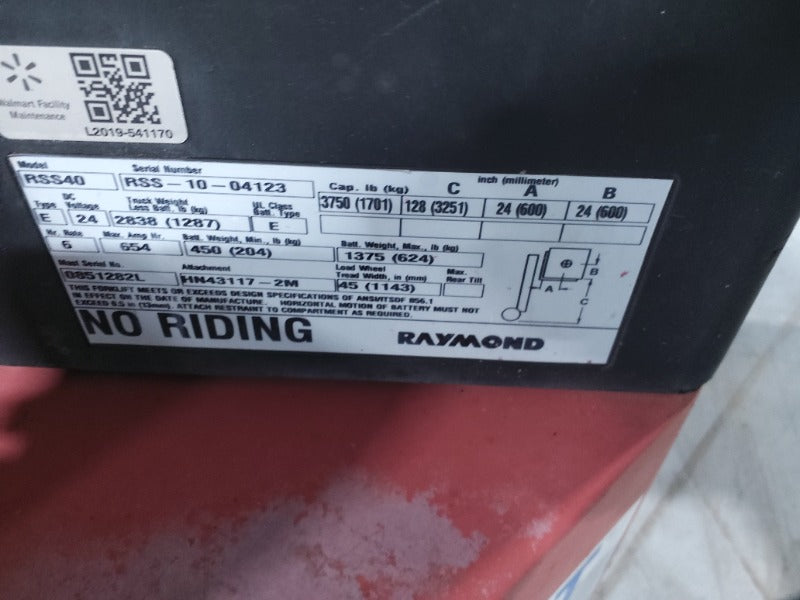 Walmart Facility
Maintenance
L2019-541170
Model Serial Number
RSS40 RSS-10-04123
Cap. lb (kg) C inch (millimeter) A B
3750 (1701) 128 (3251) 24 (600) 24 (600)
Type DC Voltage Truck Weight Less Batt. lb (kg) UL Class Batt. Type
E 24 2838 (1287) E
Hr. Rate Max. Amp Hr. Batt. Weight, Min., lb (kg) Batt. Weight, Max., lb (kg)
6 654 450 (204) 1375 (624)
Mast Serial No. Attachment Load Wheel Tread Width, in (mm) Max. Rear Tilt
0851282L HN43117-2M 45 (1143)
B
A
C
THIS FORKLIFT MEETS OR EXCEEDS DESIGN SPECIFICATIONS OF ANSI/ITSDF B56.1
IN EFFECT ON THE DATE OF MANUFACTURE. HORIZONTAL MOTION OF BATTERY MUST NOT
EXCEED 0.5 in (13mm). ATTACH RESTRAINT TO COMPARTMENT AS REQUIRED.
NO RIDING RAYMOND